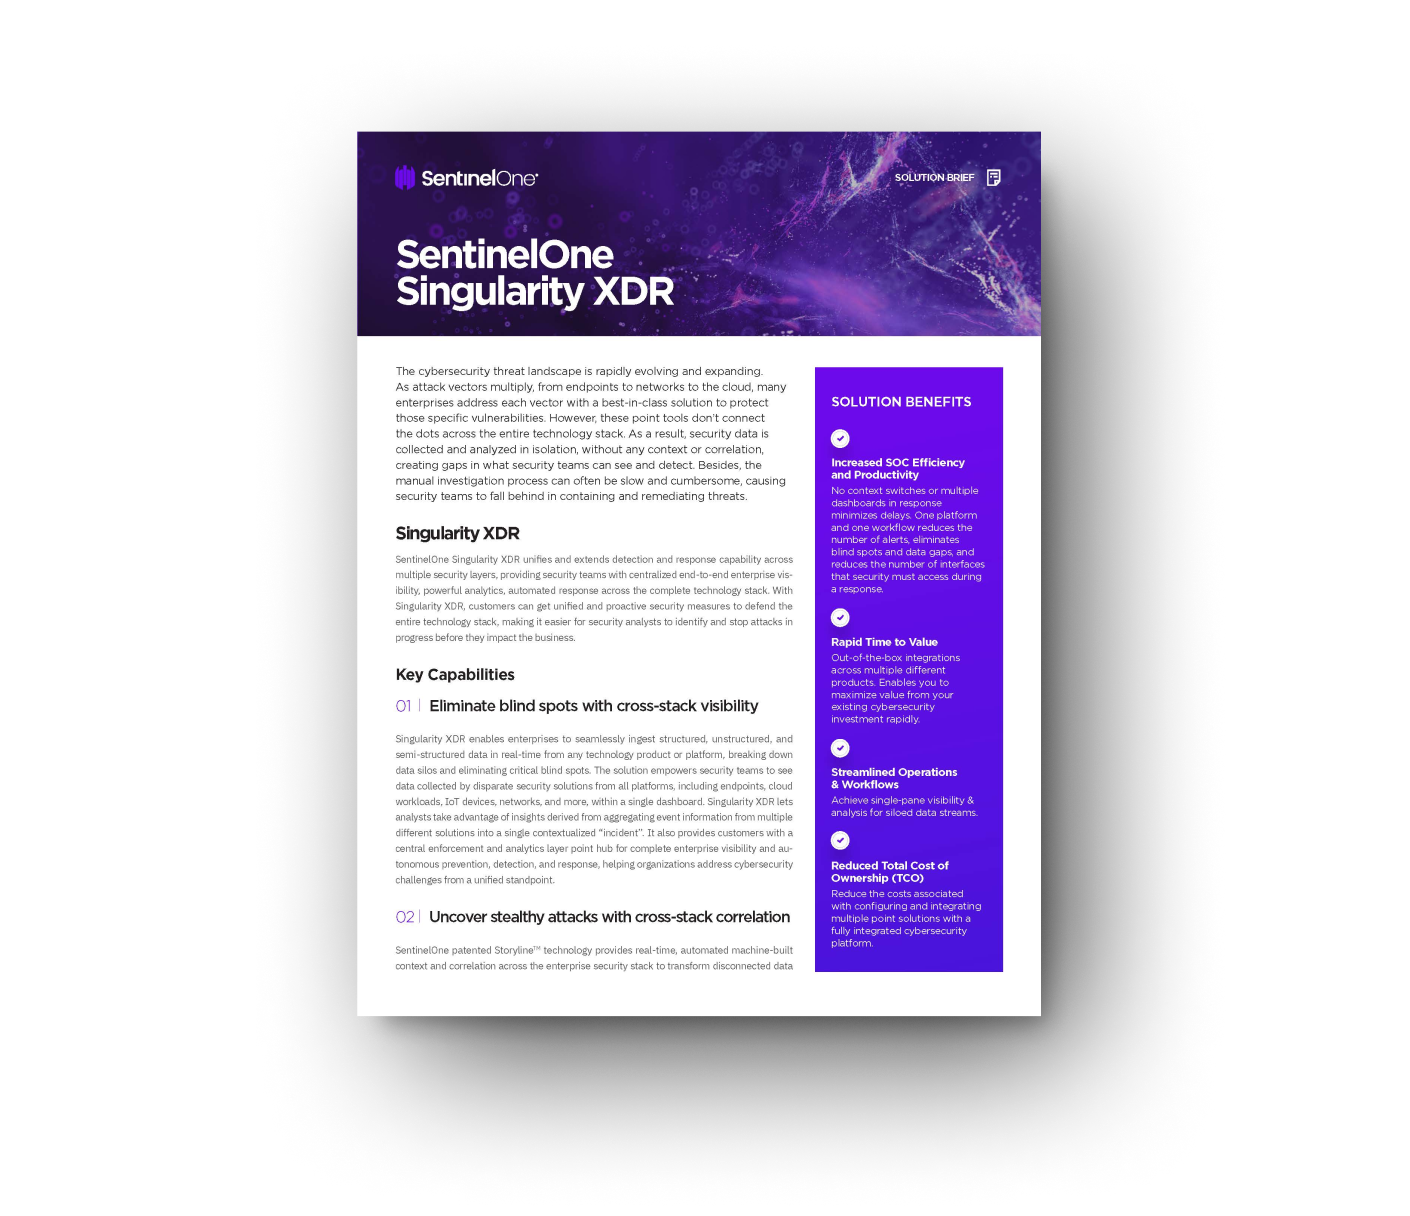 SentinelOne
SOLUTION BRIEF
SentinelOne
Singularity XDR
The cybersecurity threat landscape is rapidly evolving and expanding.
As attack vectors multiply, from endpoints to networks to the cloud, many
enterprises address each vector with a best-in-class solution to protect
those specific vulnerabilities. However, these point tools don't connect
the dots across the entire technology stack. As a result, security data is
collected and analyzed in isolation, without any context or correlation,
creating gaps in what security teams can see and detect. Besides, the
manual investigation process can often be slow and cumbersome, causing
security teams to fall behind in containing and remediating threats.
Singularity XDR
SentinelOne Singularity XDR unifies and extends detection and response capability across
multiple security layers, providing security teams with centralized end-to-end enterprise vis-
ibility, powerful analytics, automated response across the complete technology stack. With
Singularity XDR, customers can get unified and proactive security measures to defend the
entire technology stack, making it easier for security analysts to identify and stop attacks in
progress before they impact the business.
Key Capabilities
01 | Eliminate blind spots with cross-stack visibility
Singularity XDR enables enterprises to seamlessly ingest structured, unstructured, and
semi-structured data in real-time from any technology product or platform, breaking down
data silos and eliminating critical blind spots. The solution empowers security teams to see
data collected by disparate security solutions from all platforms, including endpoints, cloud
workloads, IoT devices, networks, and more, within a single dashboard. Singularity XDR lets
analysts take advantage of insights derived from aggregating event information from multiple
different solutions into a single contextualized “incident”. It also provides customers with a
central enforcement and analytics layer point hub for complete enterprise visibility and au-
tonomous prevention, detection, and response, helping organizations address cybersecurity
challenges from a unified standpoint.
02 | Uncover stealthy attacks with cross-stack correlation
SentinelOne patented Storyline™ technology provides real-time, automated machine-built
context and correlation across the enterprise security stack to transform disconnected data
SOLUTION BENEFITS
Increased SOC Efficiency
and Productivity
No context switches or multiple
dashboards in response
minimizes delays. One platform
and one workflow reduces the
number of alerts, eliminates
blind spots and data gaps, and
reduces the number of interfaces
that security must access during
a response.
Rapid Time to Value
Out-of-the-box integrations
across multiple different
products. Enables you to
maximize value from your
existing cybersecurity
investment rapidly.
Streamlined Operations
& Workflows
Achieve single-pane visibility &
analysis for siloed data streams.
Reduced Total Cost of
Ownership (TCO)
Reduce the costs associated
with configuring and integrating
multiple point solutions with a
fully integrated cybersecurity
platform.